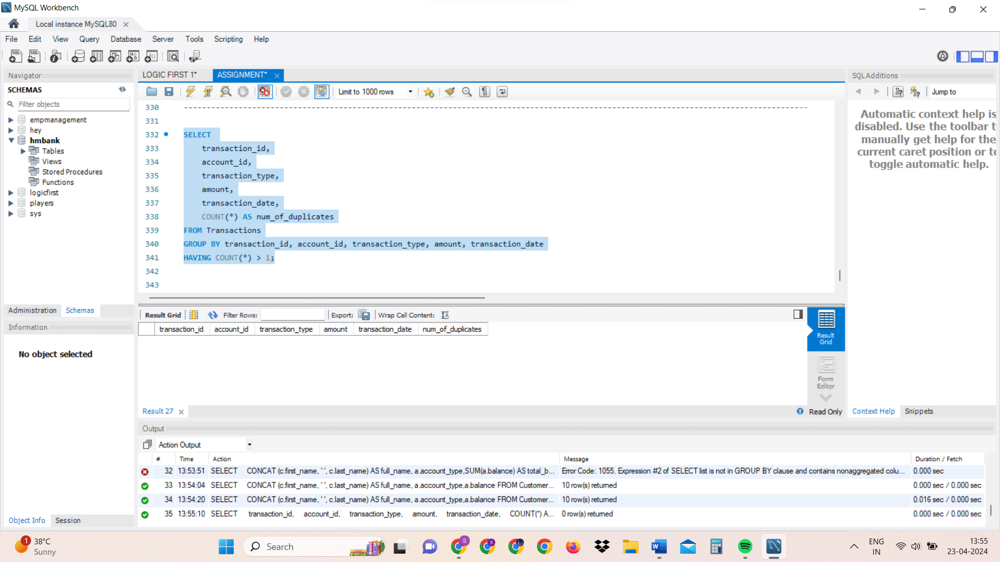 MySQL Workbench
Local instance MySQL80
File Edit View Query Database Server Tools Scripting Help
Navigator
SCHEMAS
Filter objects
empmanagement
hey
hmbank
Tables
Views
Stored Procedures
Functions
logicfirst
players
sys
Administration Schemas
Information
No object selected
Object Info Session
LOGIC FIRST 1* ASSIGNMENT*
Limit to 1000 rows
330 --------------------------------------------------------------------------------------------------------------------------------------
331
332 SELECT
333 transaction_id,
334 account_id,
335 transaction_type,
336 amount,
337 transaction_date,
338 COUNT(*) AS num_of_duplicates
339 FROM Transactions
340 GROUP BY transaction_id, account_id, transaction_type, amount, transaction_date
341 HAVING COUNT(*) > 1;
342
343
Result Grid Filter Rows: Export: Wrap Cell Content:
transaction_id account_id transaction_type amount transaction_date num_of_duplicates
Result Grid
Form Editor
Result 27
Read Only
SQLAdditions
Jump to
Automatic context help is
disabled. Use the toolbar t
manually get help for the
current caret position or to
toggle automatic help.
Context Help Snippets
Output
Action Output
# Time Action Message Duration / Fetch
32 13:53:51 SELECT CONCAT (c.first_name, ' ', c.last_name) AS full_name, a.account_type,SUM(a.balance) AS total_b... Error Code: 1055. Expression #2 of SELECT list is not in GROUP BY clause and contains nonaggregated colu... 0.000 sec
33 13:54:04 SELECT CONCAT (c.first_name, ' ', c.last_name) AS full_name, a.account_type,a.balance FROM Customer... 10 row(s) returned 0.000 sec / 0.000 sec
34 13:54:20 SELECT CONCAT (c.first_name, ' ', c.last_name) AS full_name, a.account_type,a.balance FROM Customer... 10 row(s) returned 0.016 sec / 0.000 sec
35 13:55:10 SELECT transaction_id, account_id, transaction_type, amount, transaction_date, COUNT(*) A... 0 row(s) returned 0.000 sec / 0.000 sec
1
38°C
Sunny
Search
ENG
IN
13:55
23-04-2024